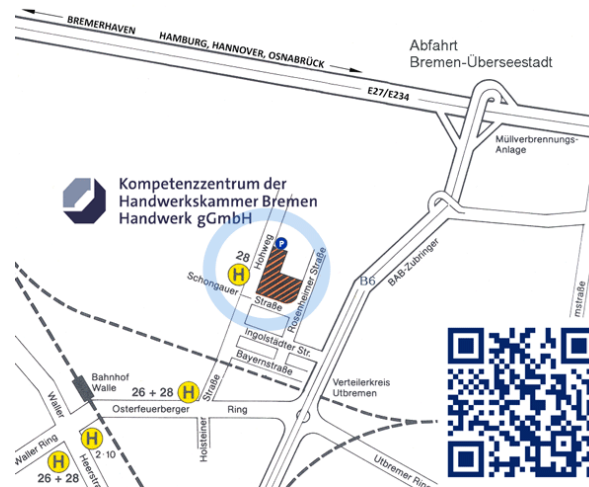 BREMERHAVEN
HAMBURG, HANNOVER, OSNABRÜCK
E27/E234
Abfahrt
Bremen-Überseestadt
Müllverbrennungs-
Anlage
Kompetenzzentrum der
Handwerkskammer Bremen
Handwerk gGmbH
P
Hohweg
28
H
Schongauer
Straße
Rosenheimer Straße
B6
BAB-Zubringer
mstraße
Ingolstädter Str.
Bayernstraße
Bahnhof
Walle
26 + 28
H
Straße
Holsteiner
Osterfeuerberger
Ring
Verteilerkreis
Utbremen
Waller
Waller Ring
H
2·10
H
26 + 28
Heerstra
Utbremer Ring